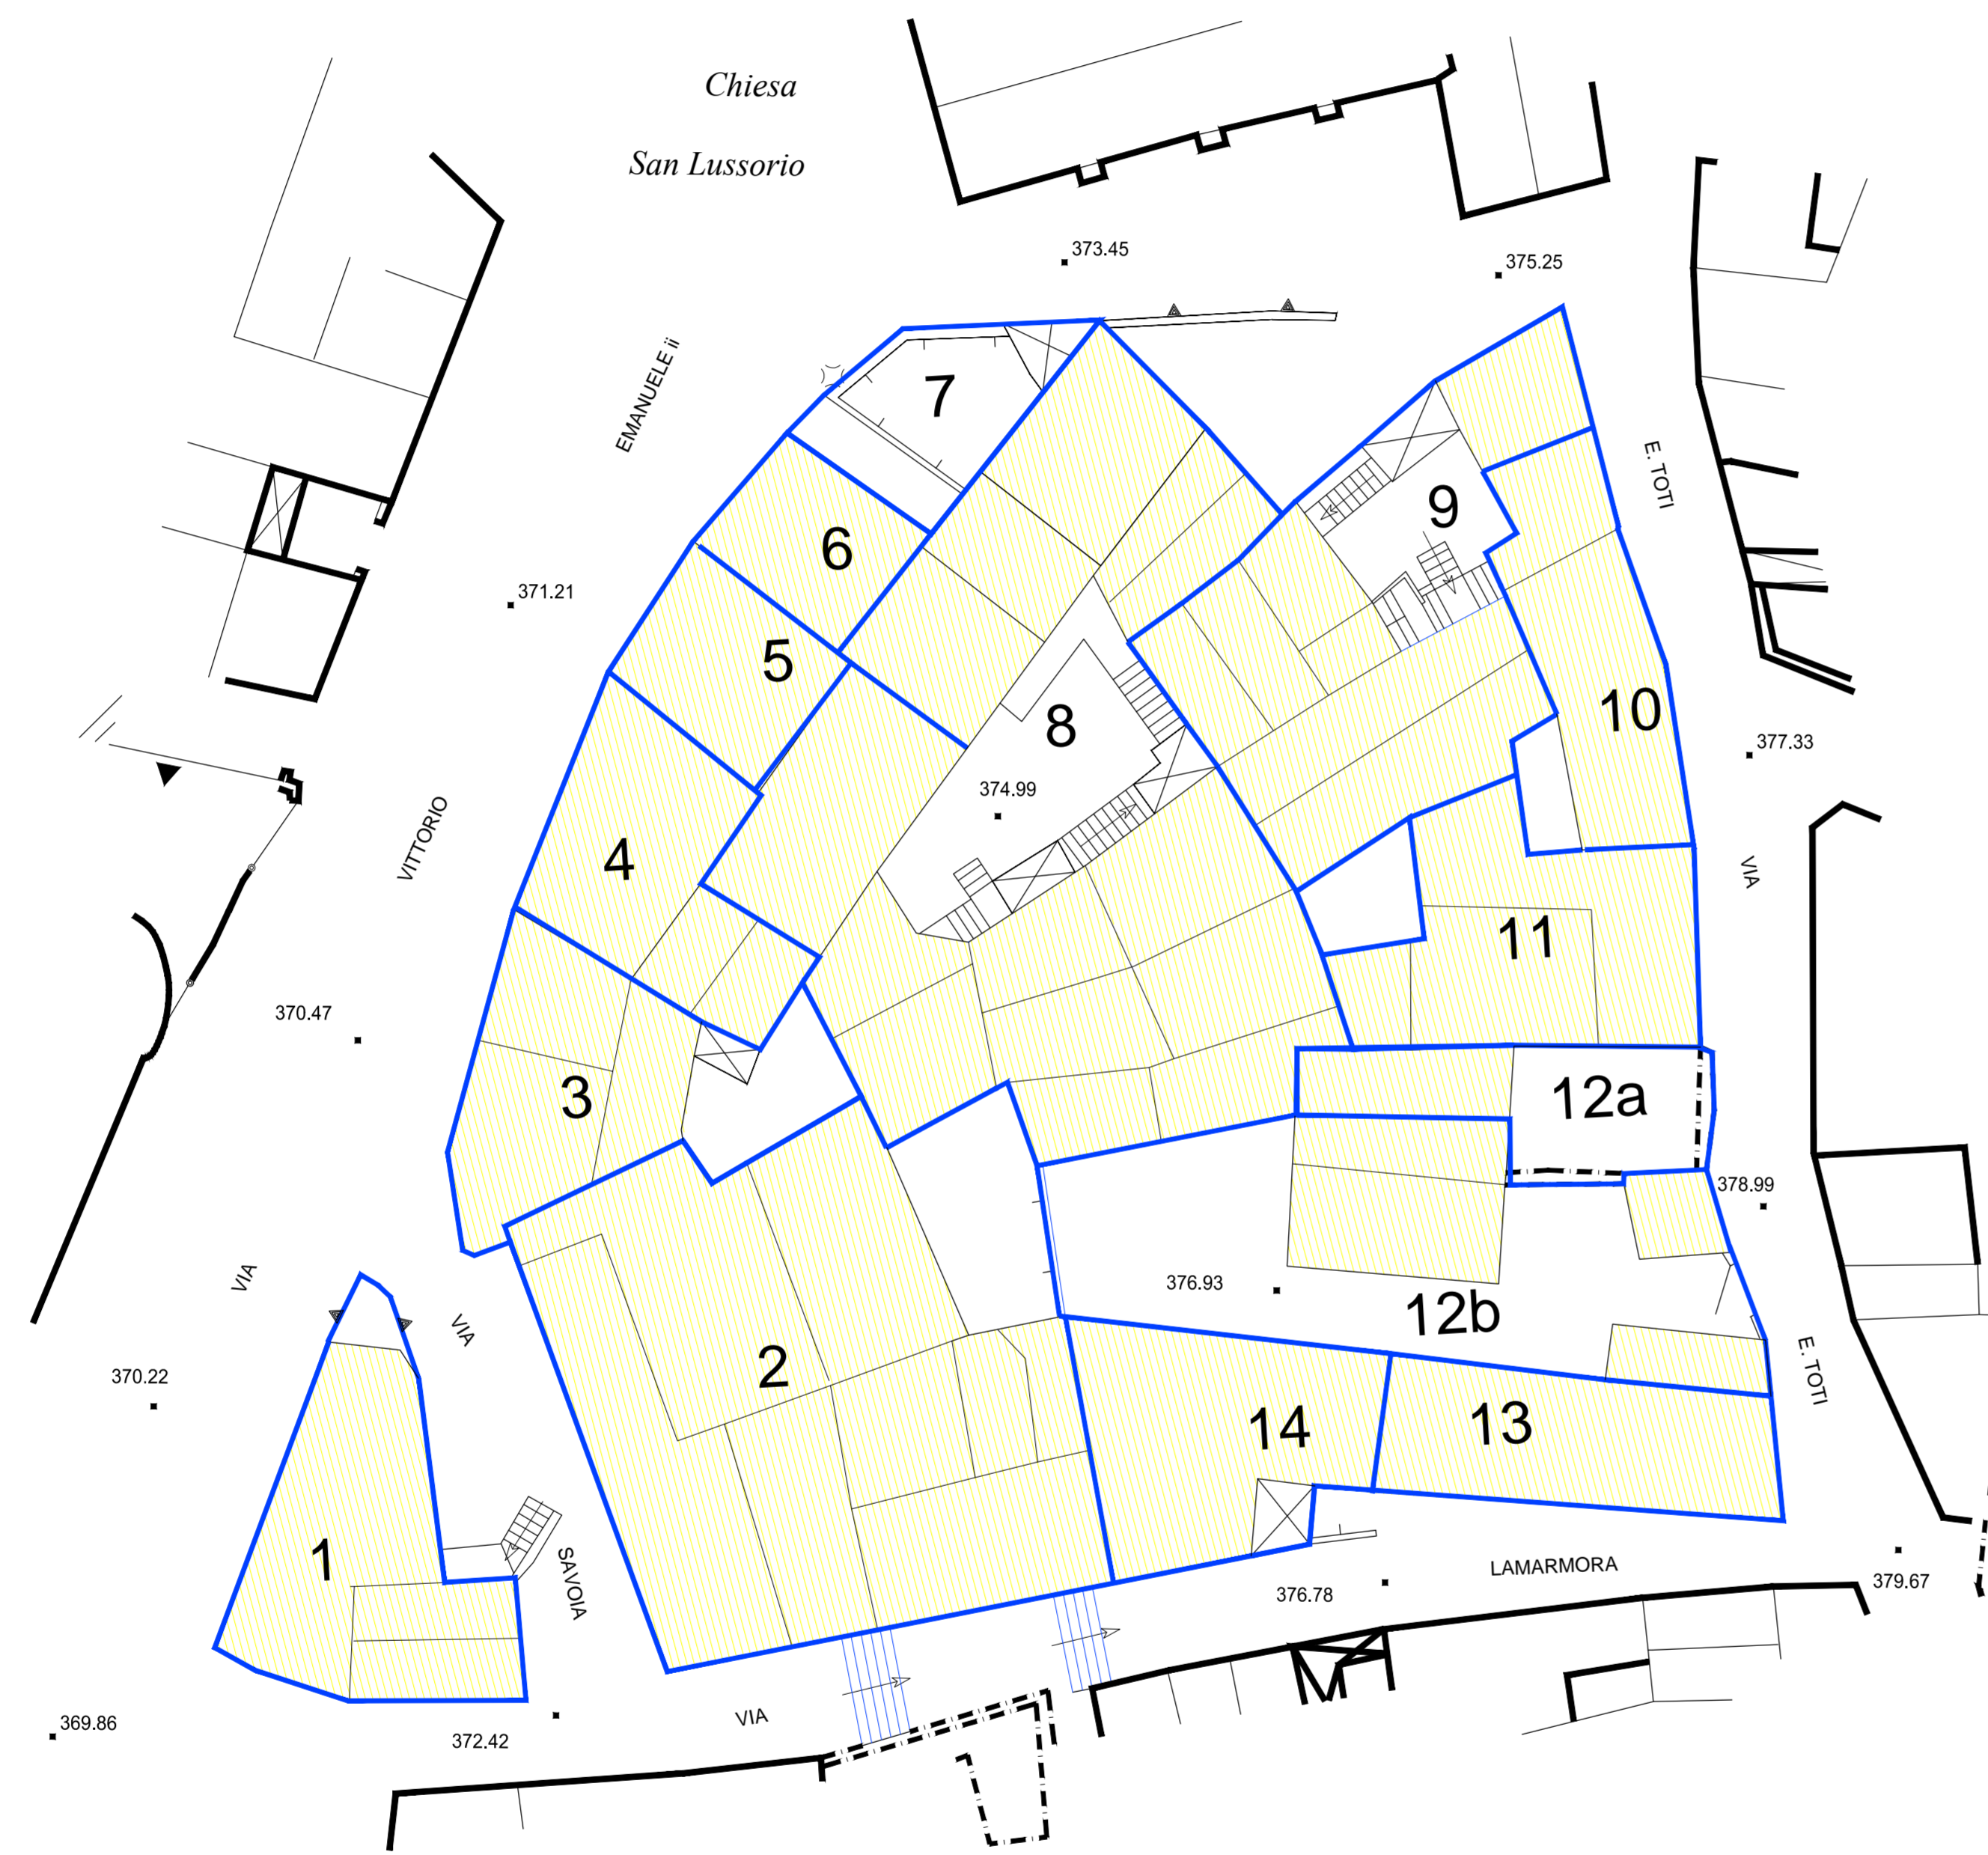 Chiesa
San Lussorio
373.45
375.25
EMANUELE ii
7
E. TOTI
9
6
371.21
5
10
8
377.33
374.99
VITTORIO
4
VIA
11
370.47
3
12a
378.99
VIA
376.93
12b
VIA
2
370.22
E. TOTI
14
13
1
SAVOIA
LAMARMORA
376.78
379.67
VIA
369.86
372.42